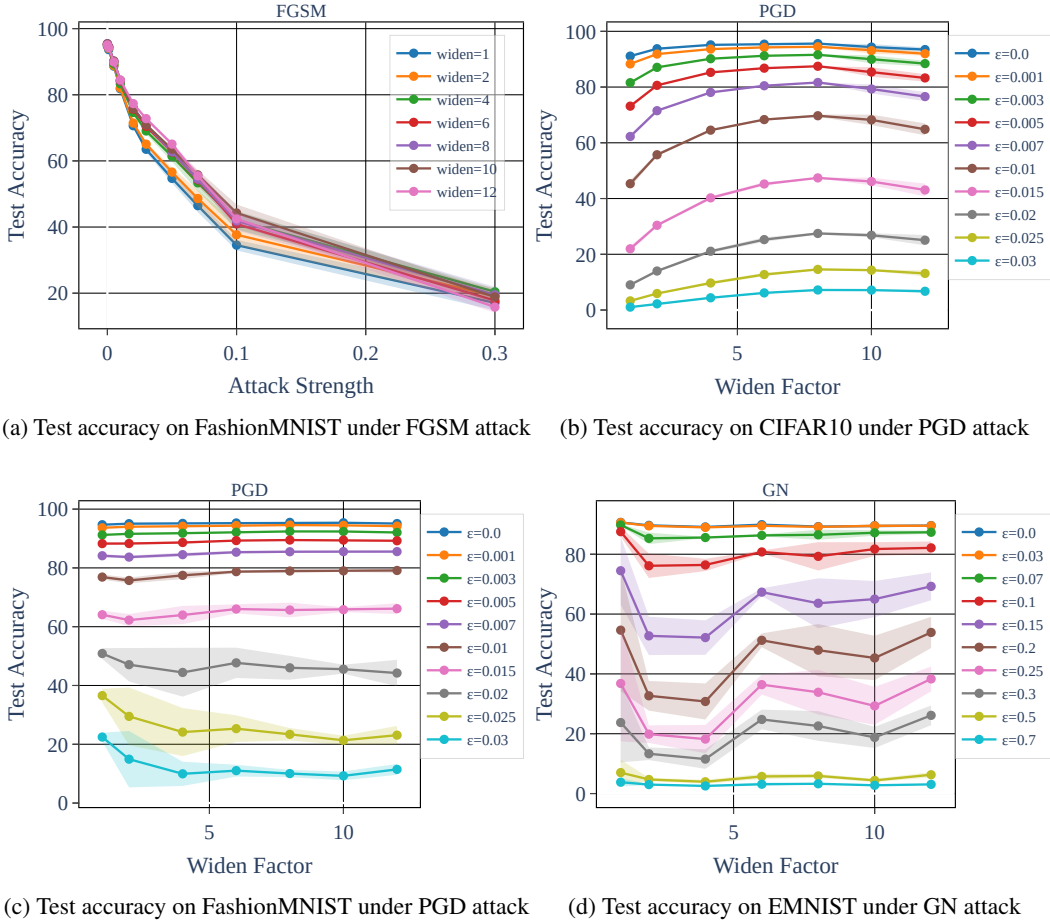 FGSM
100
80
60
40
20
0
0.1
0.2
0.3
Test Accuracy
Attack Strength
widen=1
widen=2
widen=4
widen=6
widen=8
widen=10
widen=12
(a) Test accuracy on FashionMNIST under FGSM attack
PGD
100
80
60
40
20
0
5
10
Test Accuracy
Widen Factor
ε=0.0
ε=0.001
ε=0.003
ε=0.005
ε=0.007
ε=0.01
ε=0.015
ε=0.02
ε=0.025
ε=0.03
(b) Test accuracy on CIFAR10 under PGD attack
PGD
100
80
60
40
20
0
5
10
Test Accuracy
Widen Factor
ε=0.0
ε=0.001
ε=0.003
ε=0.005
ε=0.007
ε=0.01
ε=0.015
ε=0.02
ε=0.025
ε=0.03
(c) Test accuracy on FashionMNIST under PGD attack
GN
80
60
40
20
0
5
10
Test Accuracy
Widen Factor
ε=0.0
ε=0.03
ε=0.07
ε=0.1
ε=0.15
ε=0.2
ε=0.25
ε=0.3
ε=0.5
ε=0.7
(d) Test accuracy on EMNIST under GN attack